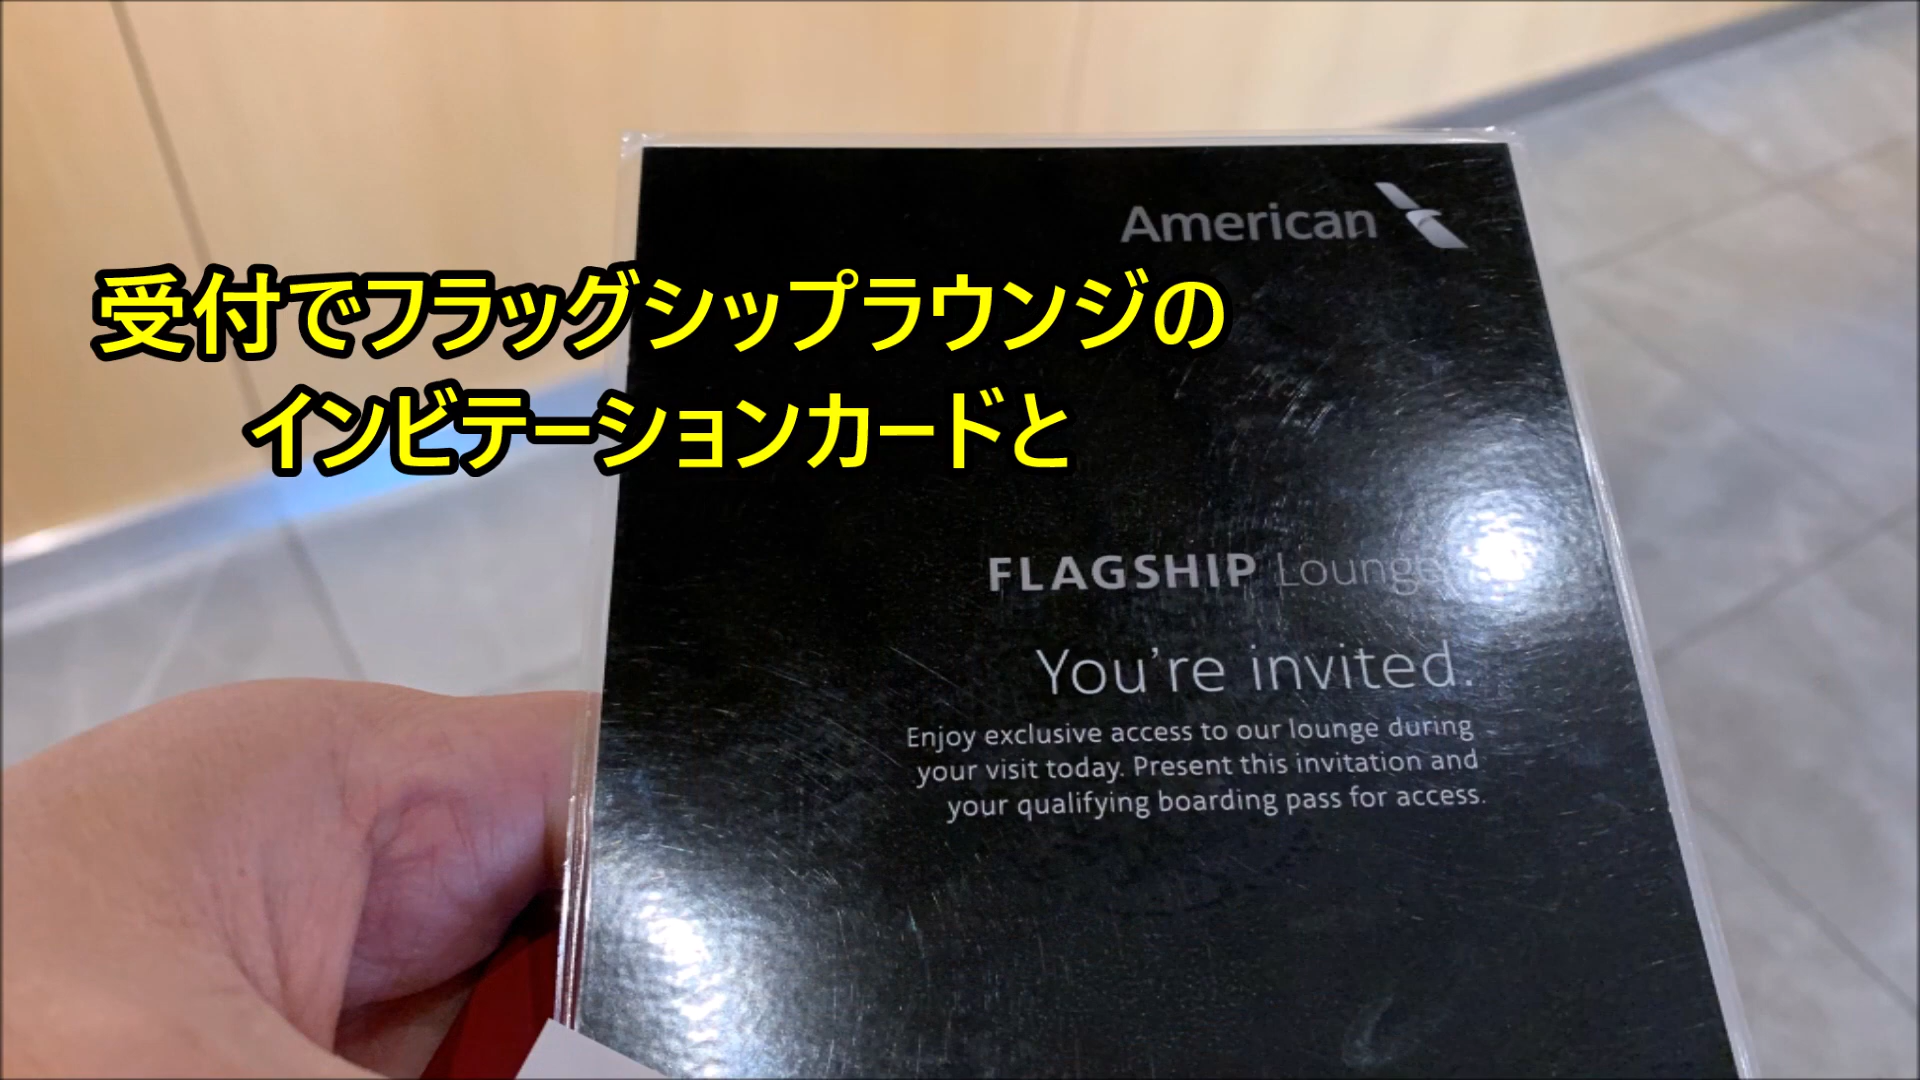 American
受付でフラッグシップラウンジの
インビテーションカードと
FLAGSHIP Lounge
You're invited.
Enjoy exclusive access to our lounge during
your visit today. Present this invitation and
your qualifying boarding pass for access.